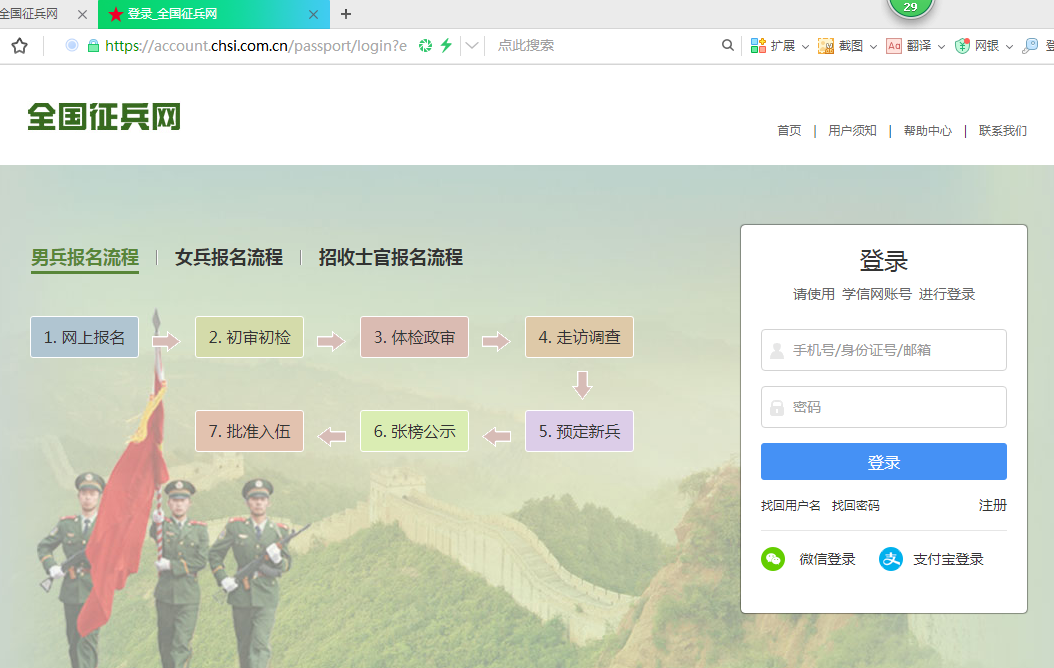 全国征兵网
登录_全国征兵网
29
https://account.chsi.com.cn/passport/login?e
点此搜索
扩展
截图
Aa 翻译
网银
登
全国征兵网
首页 | 用户须知 | 帮助中心 | 联系我们
男兵报名流程 | 女兵报名流程 | 招收士官报名流程
1. 网上报名
2. 初审初检
3. 体检政审
4. 走访调查
7. 批准入伍
6. 张榜公示
5. 预定新兵
登录
请使用 学信网账号 进行登录
手机号/身份证号/邮箱
密码
登录
找回用户名 找回密码 注册
微信登录 支 支付宝登录